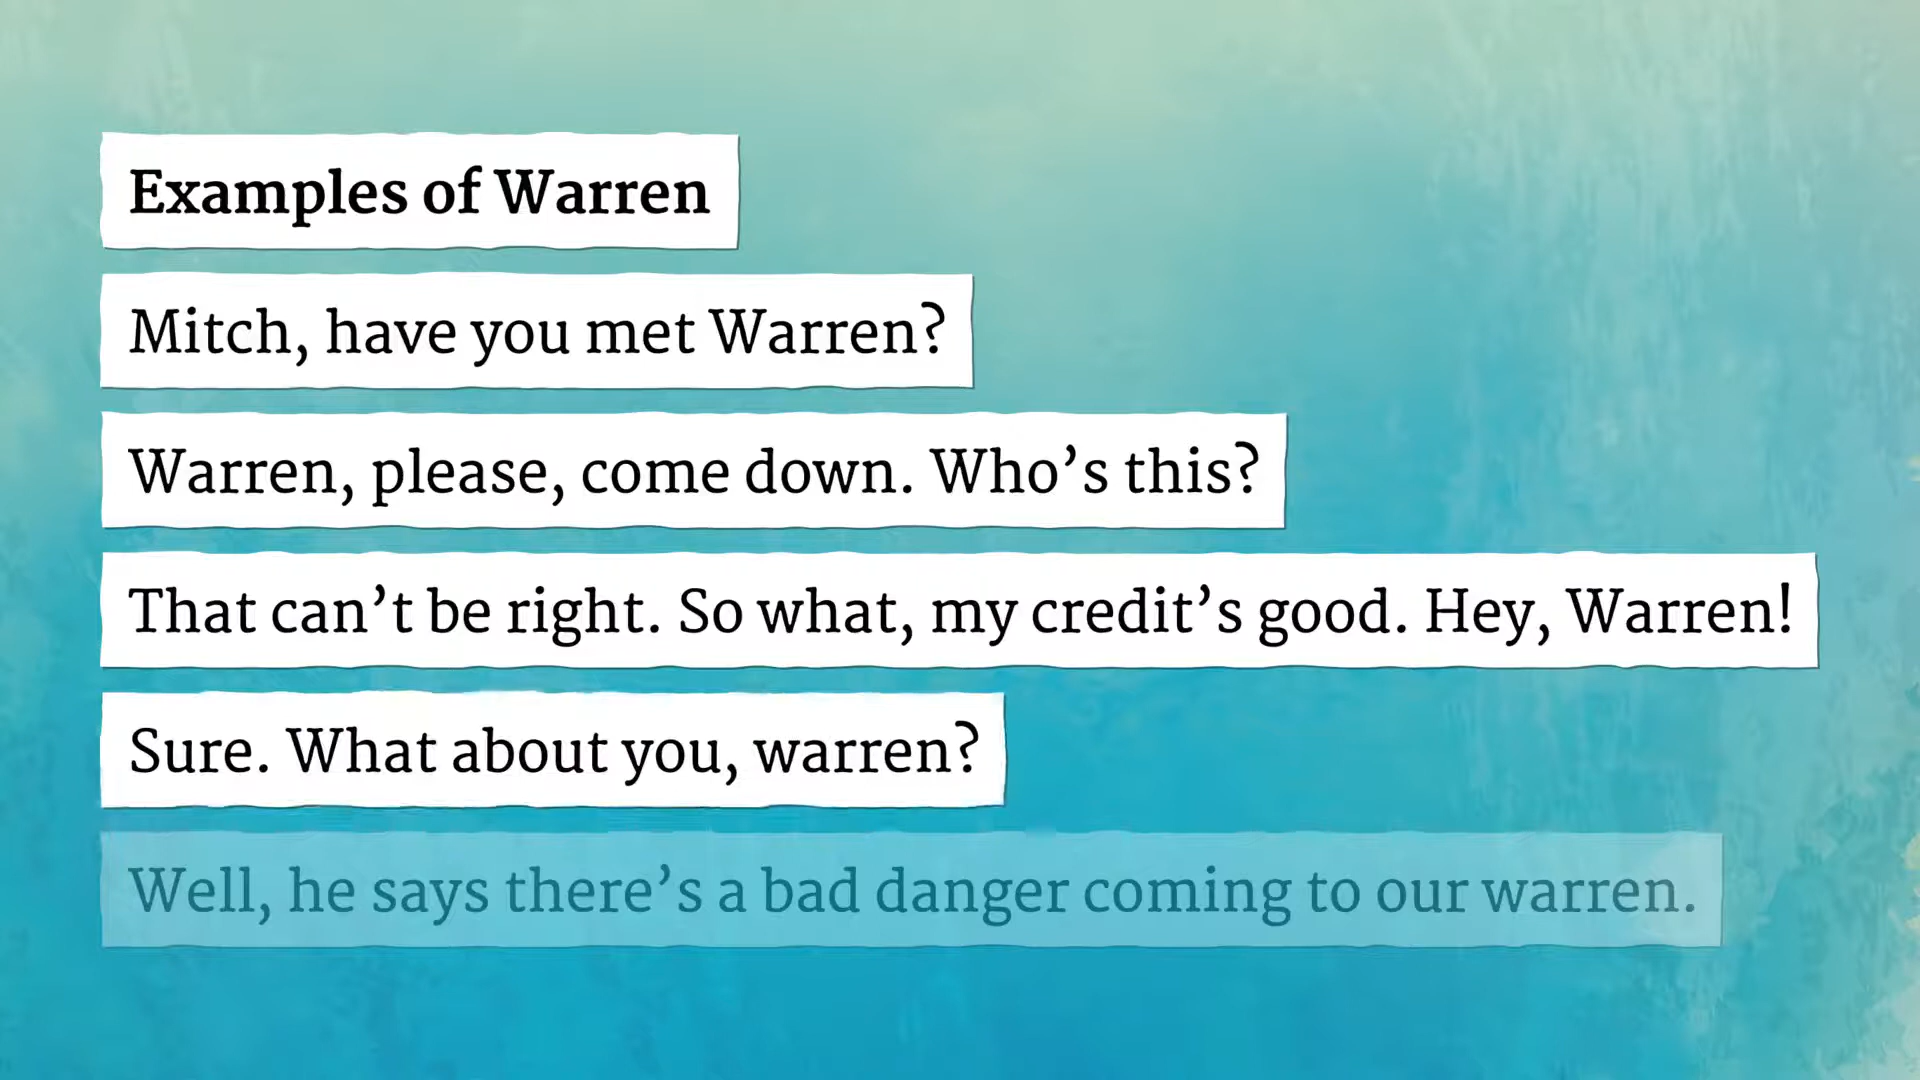 Examples of Warren
Mitch, have you met Warren?
Warren, please, come down. Who’s this?
That can’t be right. So what, my credit’s good. Hey, Warren!
Sure. What about you, warren?
Well, he says there’s a bad danger coming to our warren.